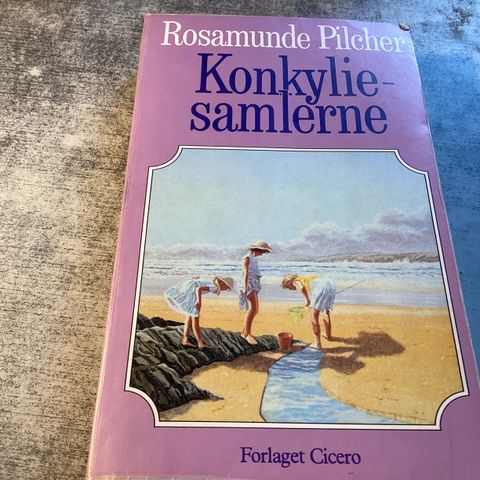 Rosamunde Pilcher
Konkylie-
samlerne
Forlaget Cicero